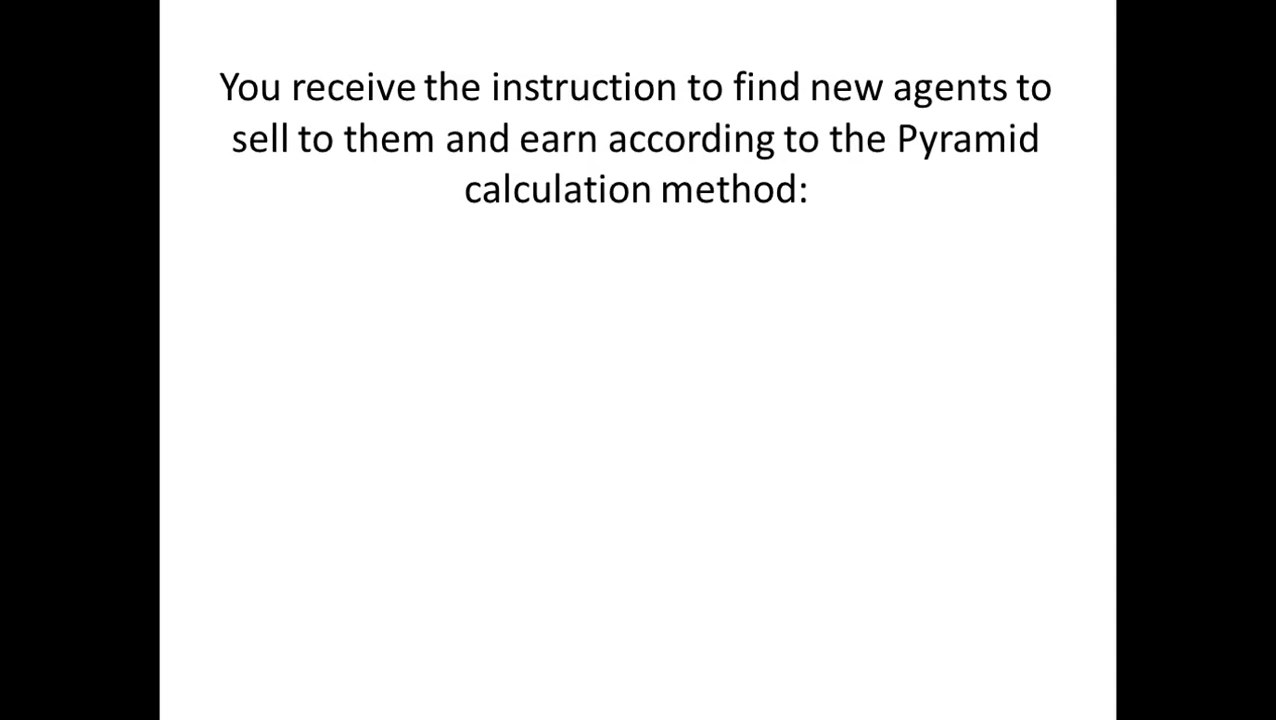 You receive the instruction to find new agents to
sell to them and earn according to the Pyramid
calculation method: